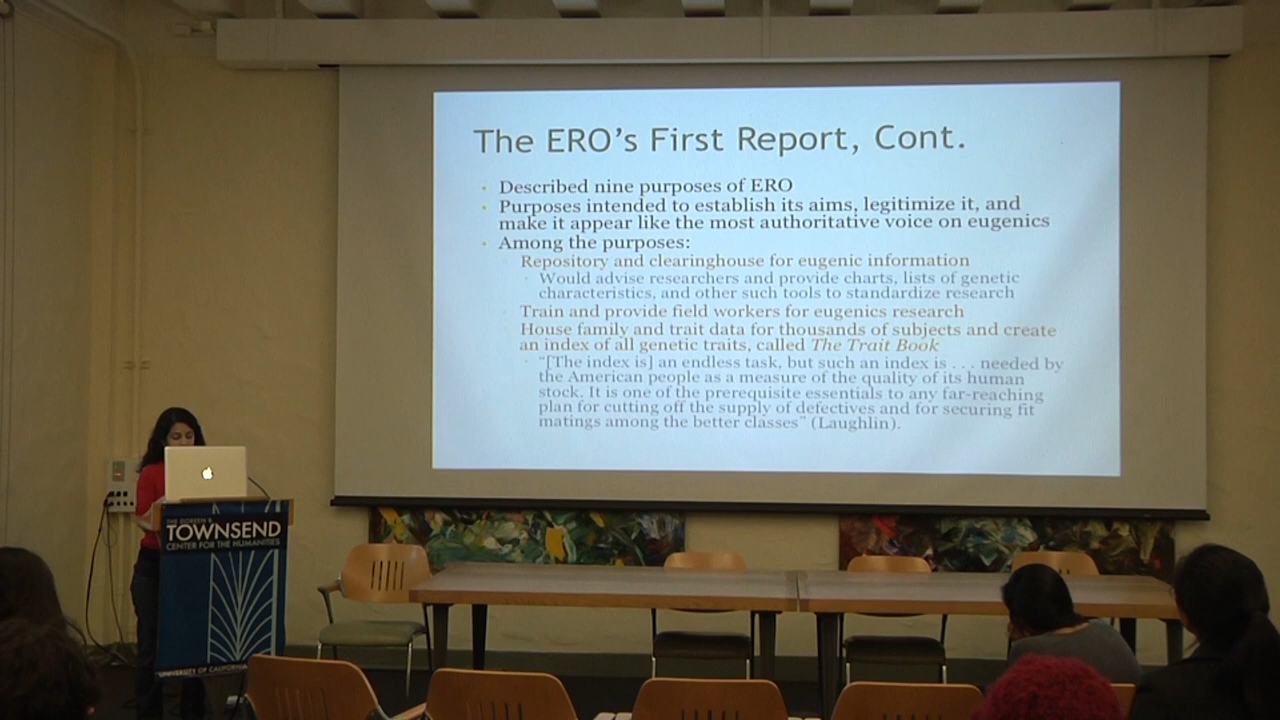 The ERO's First Report, Cont.
Described nine purposes of ERO
Purposes intended to establish its aims, legitimize it, and
make it appear like the most authoritative voice on eugenics
Among the purposes:
Repository and clearinghouse for eugenic information
Would advise researchers and provide charts, lists of genetic
characteristics, and other such tools to standardize research
Train and provide field workers for eugenics research
House family and trait data for thousands of subjects and create
an index of all genetic traits, called The Trait Book
"[The index is] an endless task, but such an index is . . . needed by
the American people as a measure of the quality of its human
stock. It is one of the prerequisite essentials to any far-reaching
plan for cutting off the supply of defectives and for securing fit
matings among the better classes" (Laughlin).
THE DOREEN B.
TOWNSEND
CENTER FOR THE HUMANITIES
UNIVERSITY OF CALIFORNIA